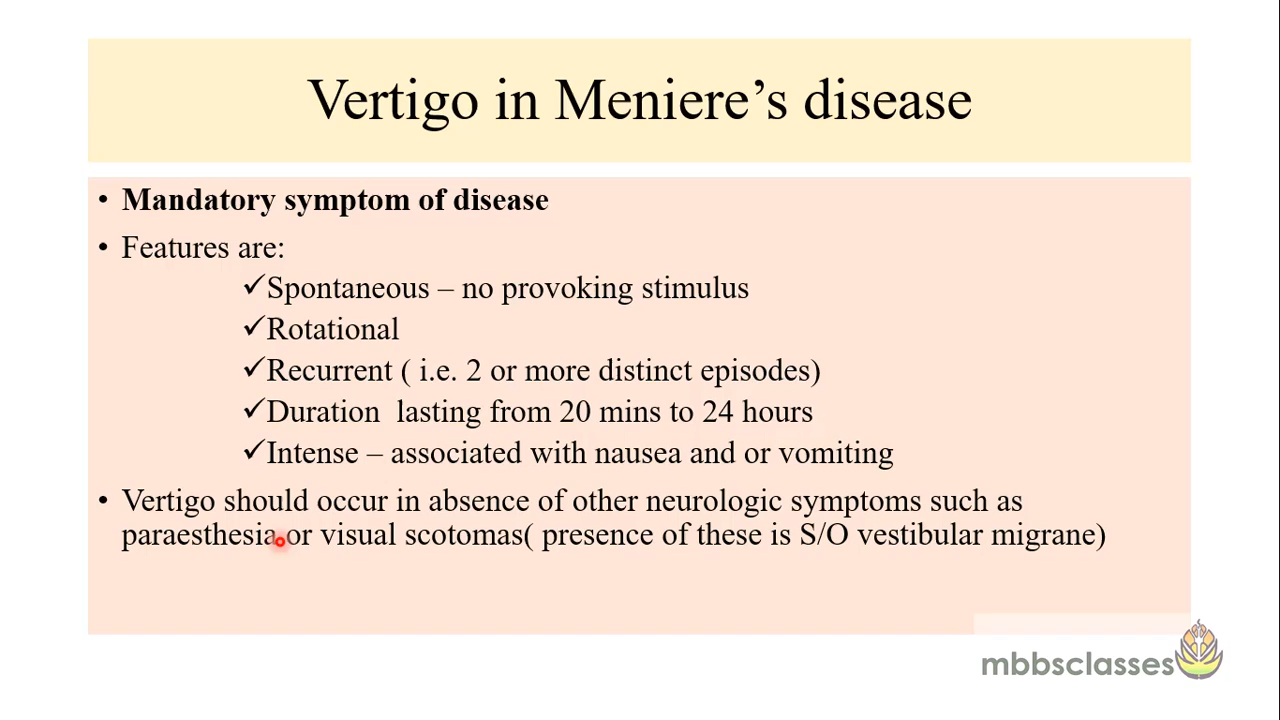 Vertigo in Meniere’s disease
• Mandatory symptom of disease
• Features are:
✓Spontaneous – no provoking stimulus
✓Rotational
✓Recurrent ( i.e. 2 or more distinct episodes)
✓Duration  lasting from 20 mins to 24 hours
✓Intense – associated with nausea and or vomiting
• Vertigo should occur in absence of other neurologic symptoms such as
paraesthesia or visual scotomas( presence of these is S/O vestibular migrane)
mbbsclasses